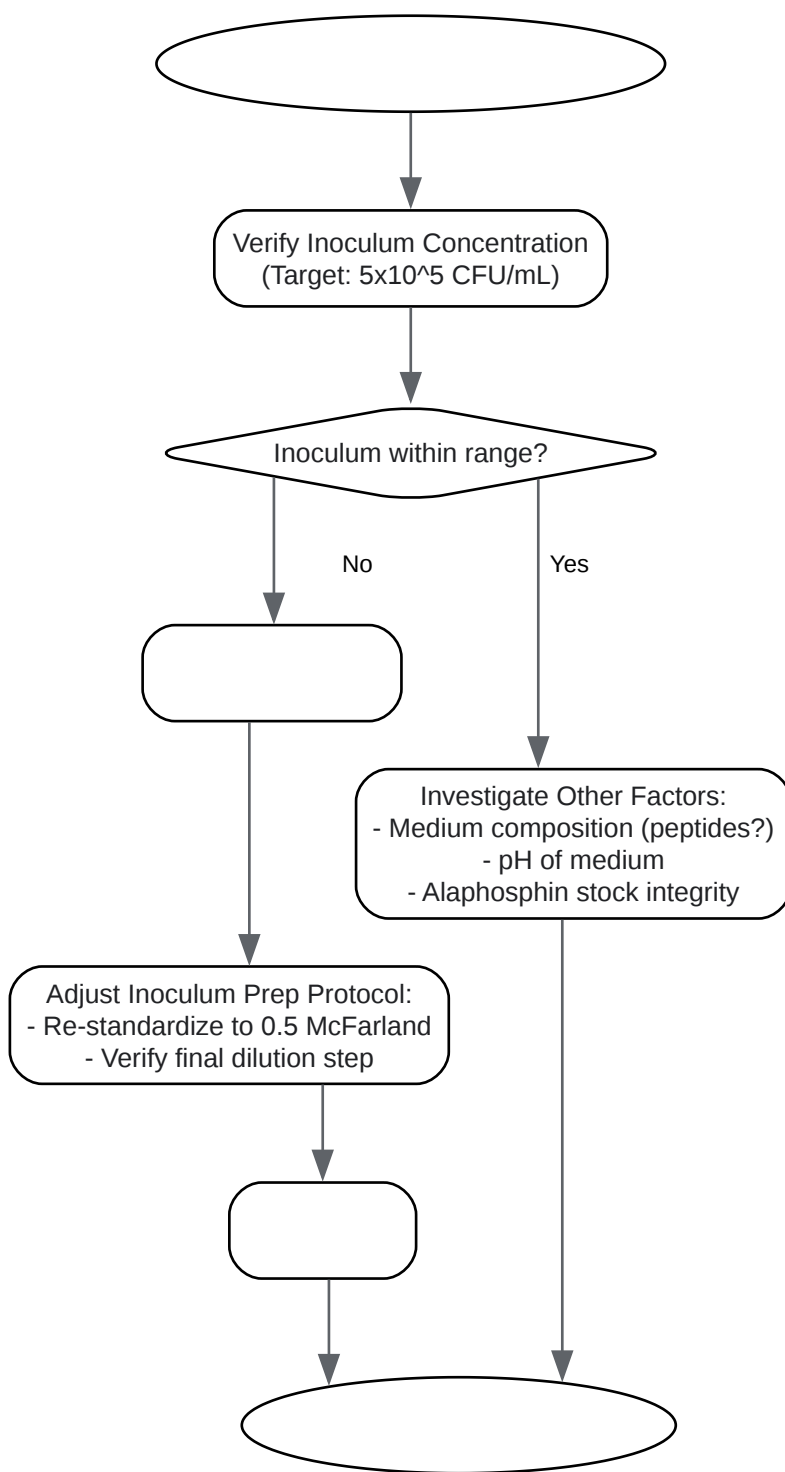 Verify Inoculum Concentration
(Target: 5x10^5 CFU/mL)
Inoculum within range?
No
Yes
Investigate Other Factors:
- Medium composition (peptides?)
- pH of medium
- Alaphosphin stock integrity
Adjust Inoculum Prep Protocol:
- Re-standardize to 0.5 McFarland
- Verify final dilution step